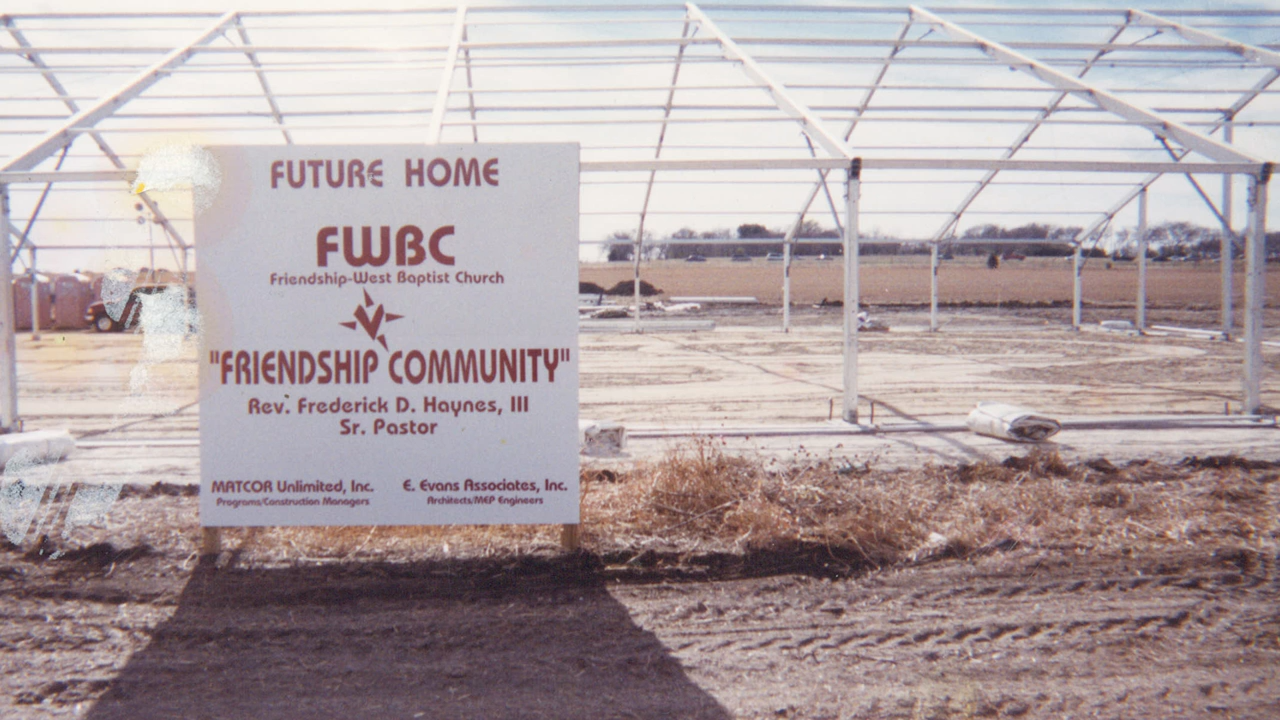 FUTURE HOME
FWBC
Friendship-West Baptist Church
"FRIENDSHIP COMMUNITY"
Rev. Frederick D. Haynes, III
Sr. Pastor
MATCOR Unlimited, Inc. E. Evans Associates, Inc.
Programs/Construction Managers Architects/MEP Engineers